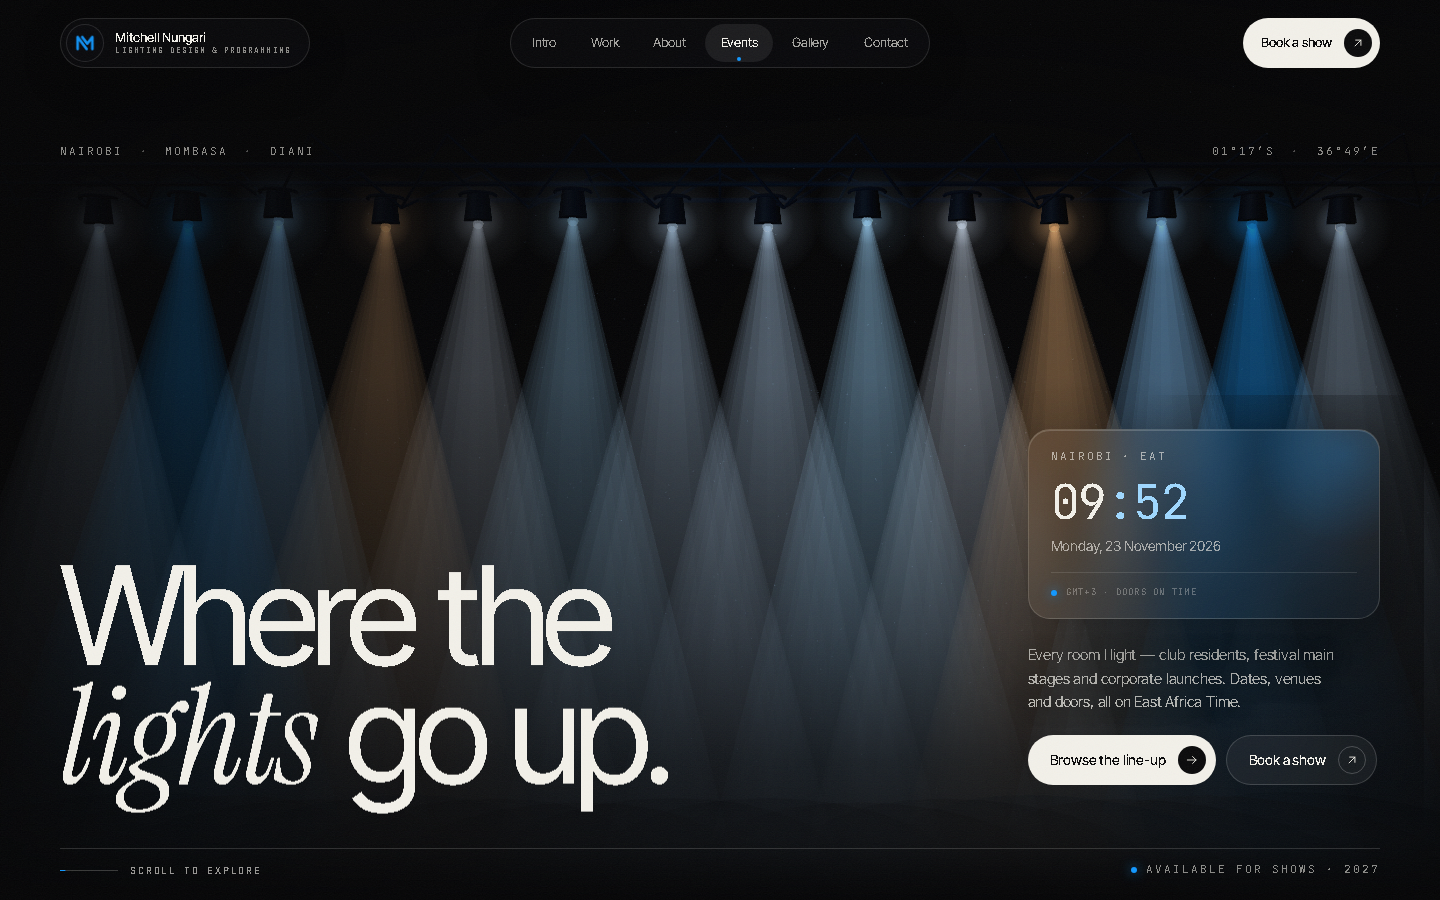 Mitchell Nungari
LIGHTING DESIGN & PROGRAMMING
Intro
Work
About
Events
Gallery
Contact
Book a show
NAIROBI · MOMBASA · DIANI
01°17′S · 36°49′E
NAIROBI · EAT
09:52
Monday, 23 November 2026
GMT+3 · DOORS ON TIME
Where the
lights go up.
Every room I light — club residents, festival main
stages and corporate launches. Dates, venues
and doors, all on East Africa Time.
Browse the line-up
Book a show
SCROLL TO EXPLORE
AVAILABLE FOR SHOWS · 2027